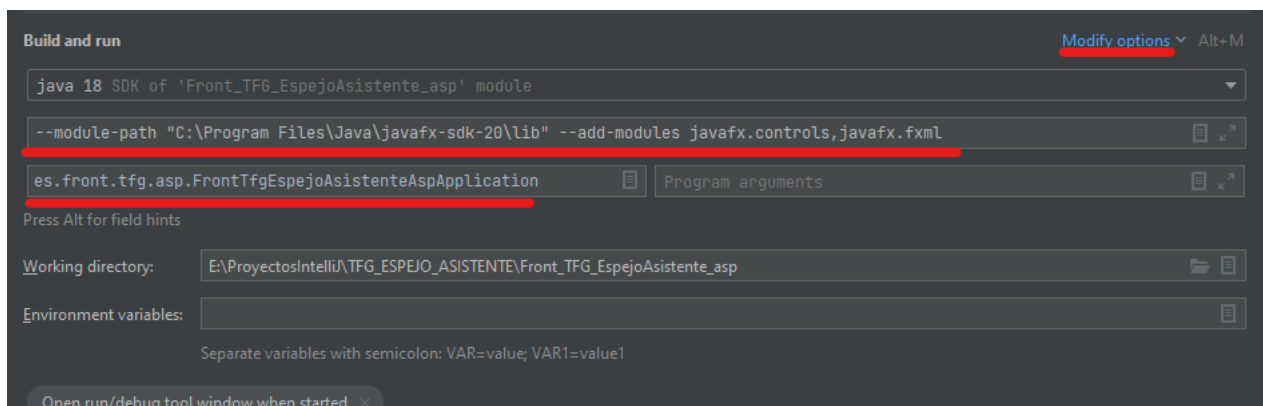 Build and run
Modify options Alt+M
java 18 SDK of 'Front_TFG_EspejoAsistente_asp' module
--module-path "C:\Program Files\Java\javafx-sdk-20\lib" --add-modules javafx.controls,javafx.fxml
es.front.tfg.asp.FrontTfgEspejoAsistenteAspApplication
Program arguments
Press Alt for field hints
Working directory:
E:\ProyectosIntelliJ\TFG_ESPEJO_ASISTENTE\Front_TFG_EspejoAsistente_asp
Environment variables:
Separate variables with semicolon: VAR=value; VAR1=value1
Open run/debug tool window when started ×